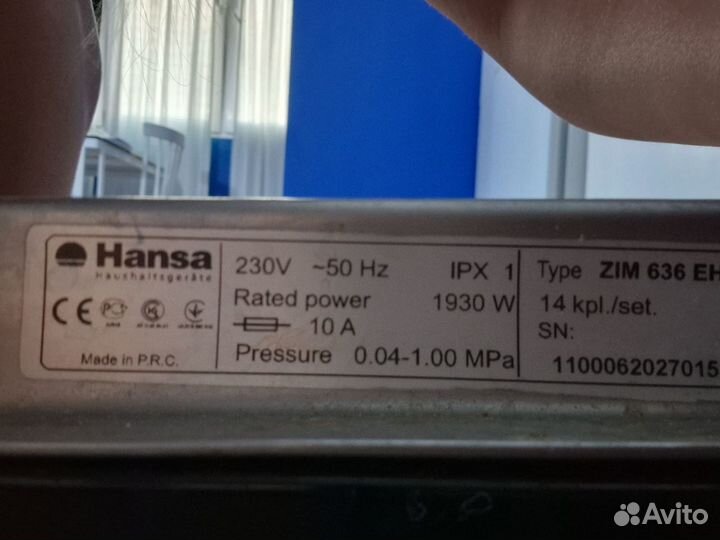 Hansa
Haushaltsgeräte
CE
Made in P.R.C.
230V ~50 Hz IPX 1
Rated power 1930 W
10 A
Pressure 0.04-1.00 MPa
Type ZIM 636 EH
14 kpl./set.
SN:
1100062027015
Avito